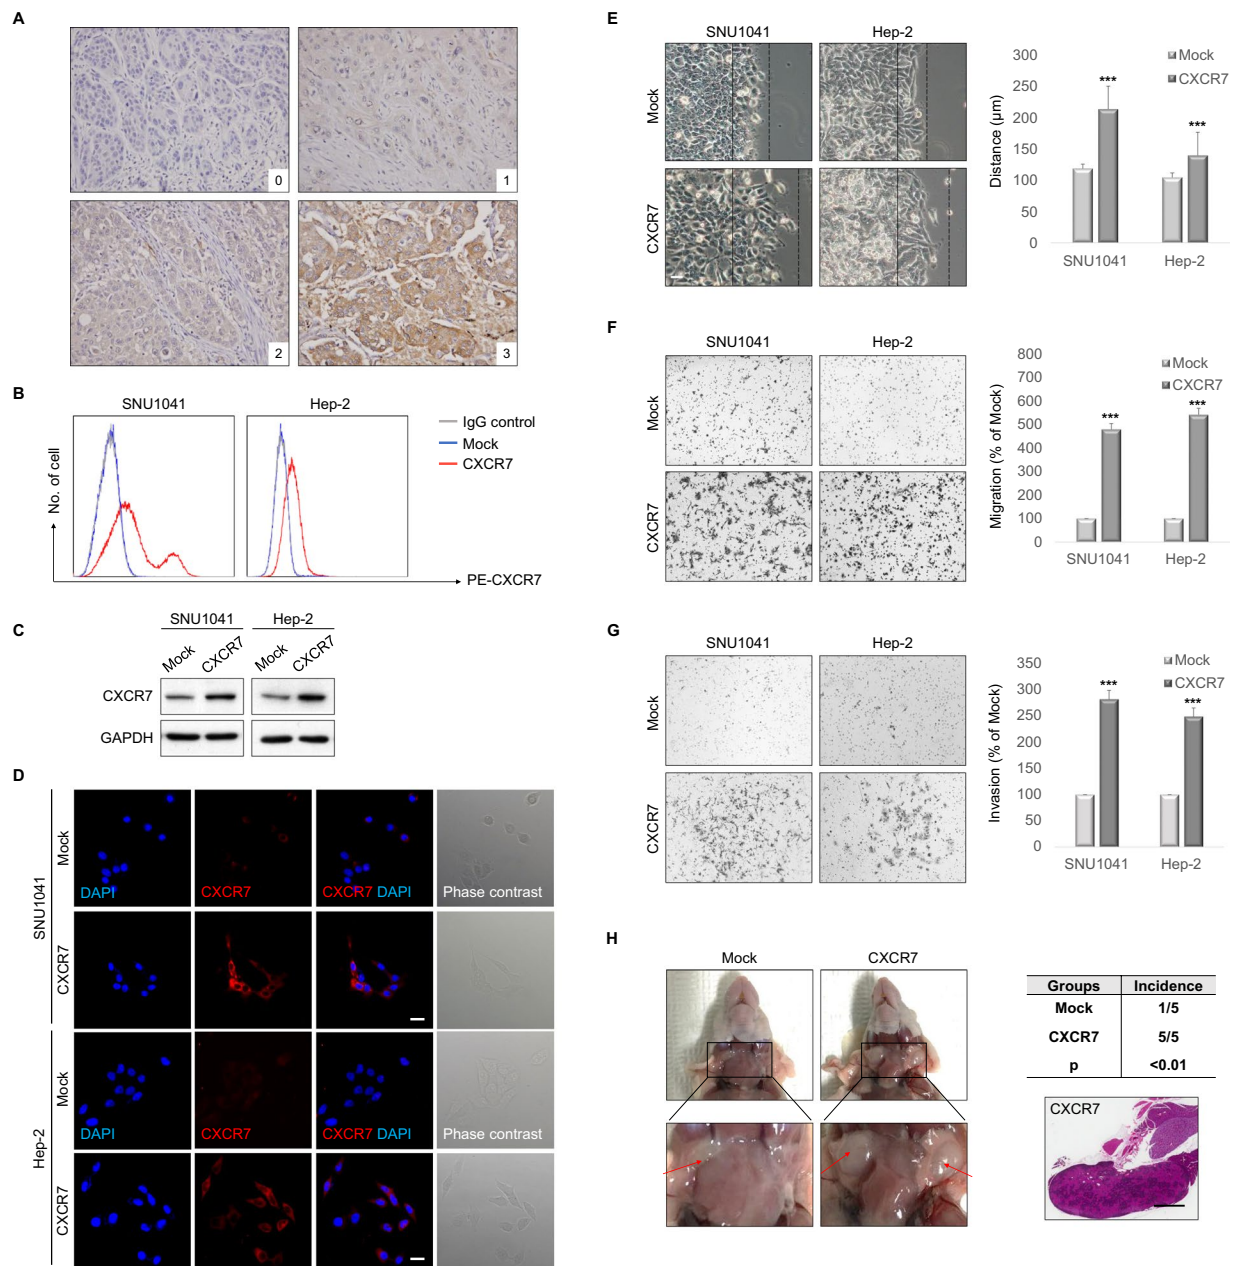 A
0
1
2
3
B
SNU1041
Hep-2
No. of cell
IgG control
Mock
CXCR7
PE-CXCR7
C
SNU1041
Hep-2
Mock
CXCR7
Mock
CXCR7
CXCR7
GAPDH
D
SNU1041
Mock
DAPI
CXCR7
CXCR7 DAPI
Phase contrast
CXCR7
Hep-2
Mock
DAPI
CXCR7
CXCR7 DAPI
Phase contrast
CXCR7
E
SNU1041
Hep-2
Mock
CXCR7
Distance (µm)
300
250
200
150
100
50
0
Mock
CXCR7
***
***
SNU1041
Hep-2
F
SNU1041
Hep-2
Mock
CXCR7
Migration (% of Mock)
800
700
600
500
400
300
200
100
0
Mock
CXCR7
***
***
SNU1041
Hep-2
G
SNU1041
Hep-2
Mock
CXCR7
Invasion (% of Mock)
350
300
250
200
150
100
50
0
Mock
CXCR7
***
***
SNU1041
Hep-2
H
Mock
CXCR7
Groups Incidence
Mock 1/5
CXCR7 5/5
p <0.01
CXCR7